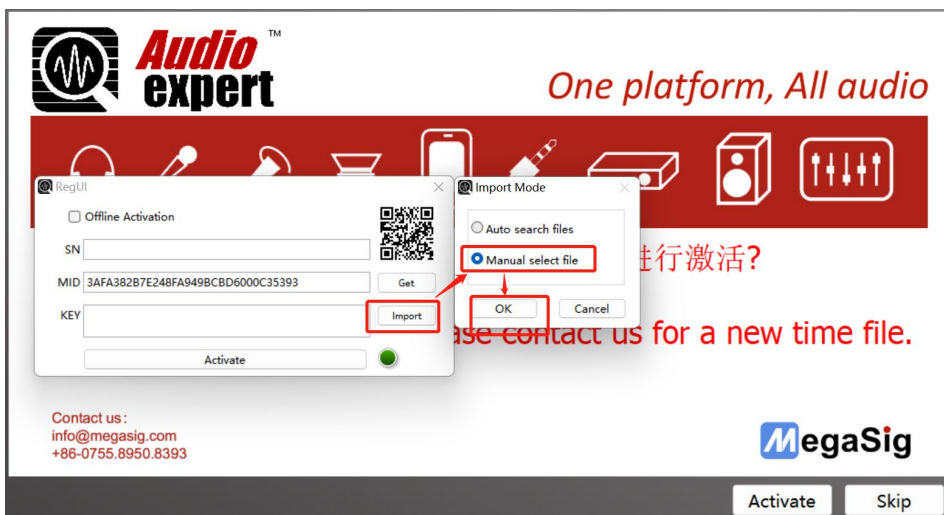 Audio™
expert
One platform, All audio
RegUI
Offline Activation
SN
MID 3AFA382B7E248FA949BCBD6000C35393 Get
KEY Import
Activate
Import Mode
Auto search files
Manual select file
OK Cancel
进行激活?
ase contact us for a new time file.
Contact us:
info@megasig.com
+86-0755.8950.8393
MegaSig
Activate Skip